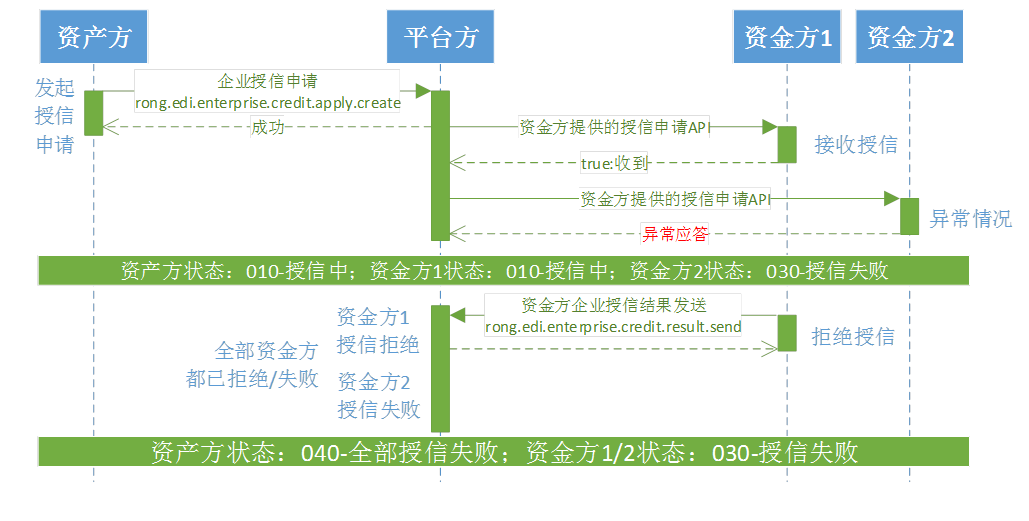 资产方
平台方
资金方1
资金方2
发起
授信
申请
企业授信申请
rong.edi.enterprise.credit.apply.create
成功
资金方提供的授信申请API
接收授信
true:收到
资金方提供的授信申请API
异常情况
异常应答
资产方状态：010-授信中；资金方1状态：010-授信中；资金方2状态：030-授信失败
资金方企业授信结果发送
rong.edi.enterprise.credit.result.send
资金方1
授信拒绝
拒绝授信
全部资金方
都已拒绝/失败
资金方2
授信失败
资产方状态：040-全部授信失败；资金方1/2状态：030-授信失败